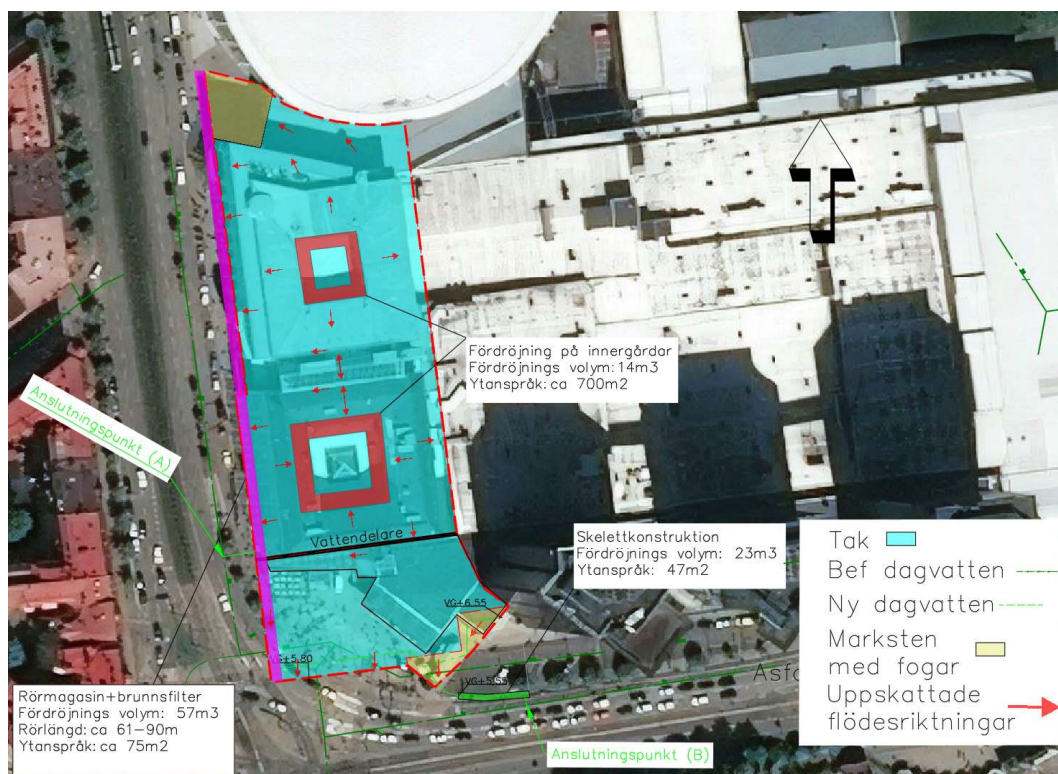 Fördröjning på innergårdar
Fördröjnings volym: 14m3
Ytanspråk: ca 700m2
Anslutningspunkt (A)
Vattendelare
Skelettkonstruktion
Fördröjnings volym: 23m3
Ytanspråk: 47m2
VG+6.55
VG+5.80
VG+5.55
Asfa
Rörmagasin+brunnsfilter
Fördröjnings volym: 57m3
Rörlängd: ca 61-90m
Ytanspråk: ca 75m2
Anslutningspunkt (B)
Tak
Bef dagvatten
Ny dagvatten
Marksten
med fogar
Uppskattade
flödesriktningar